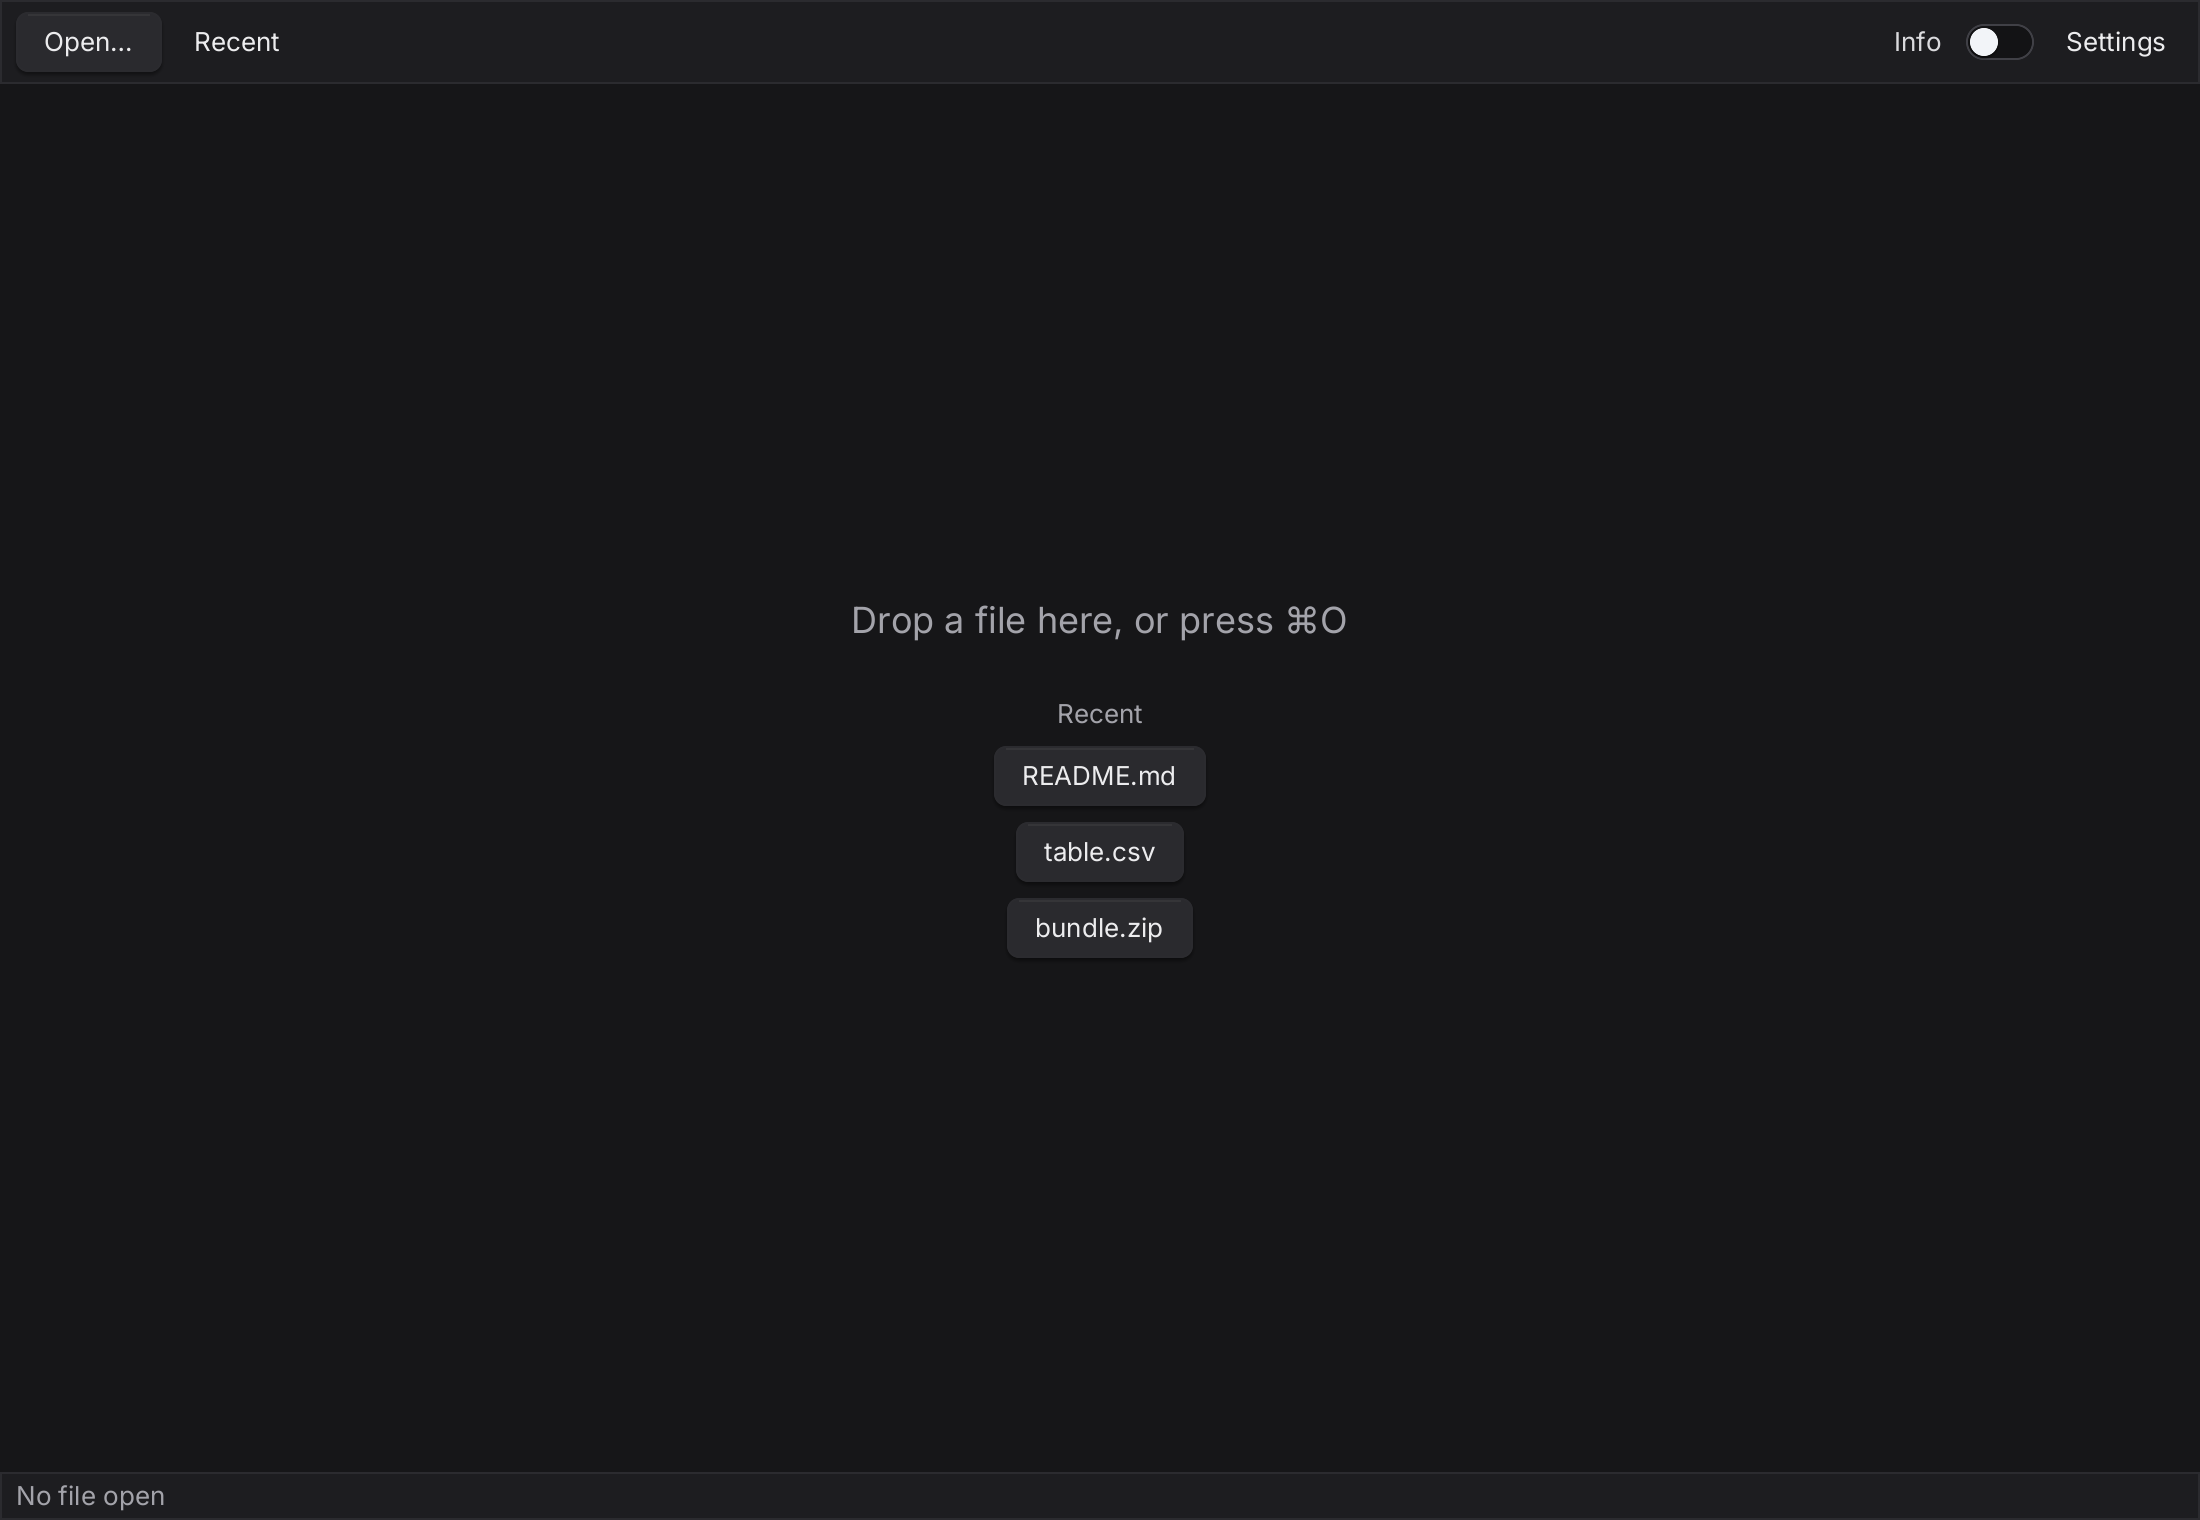 Open... Recent Info Settings
Drop a file here, or press ⌘O
Recent
README.md
table.csv
bundle.zip
No file open